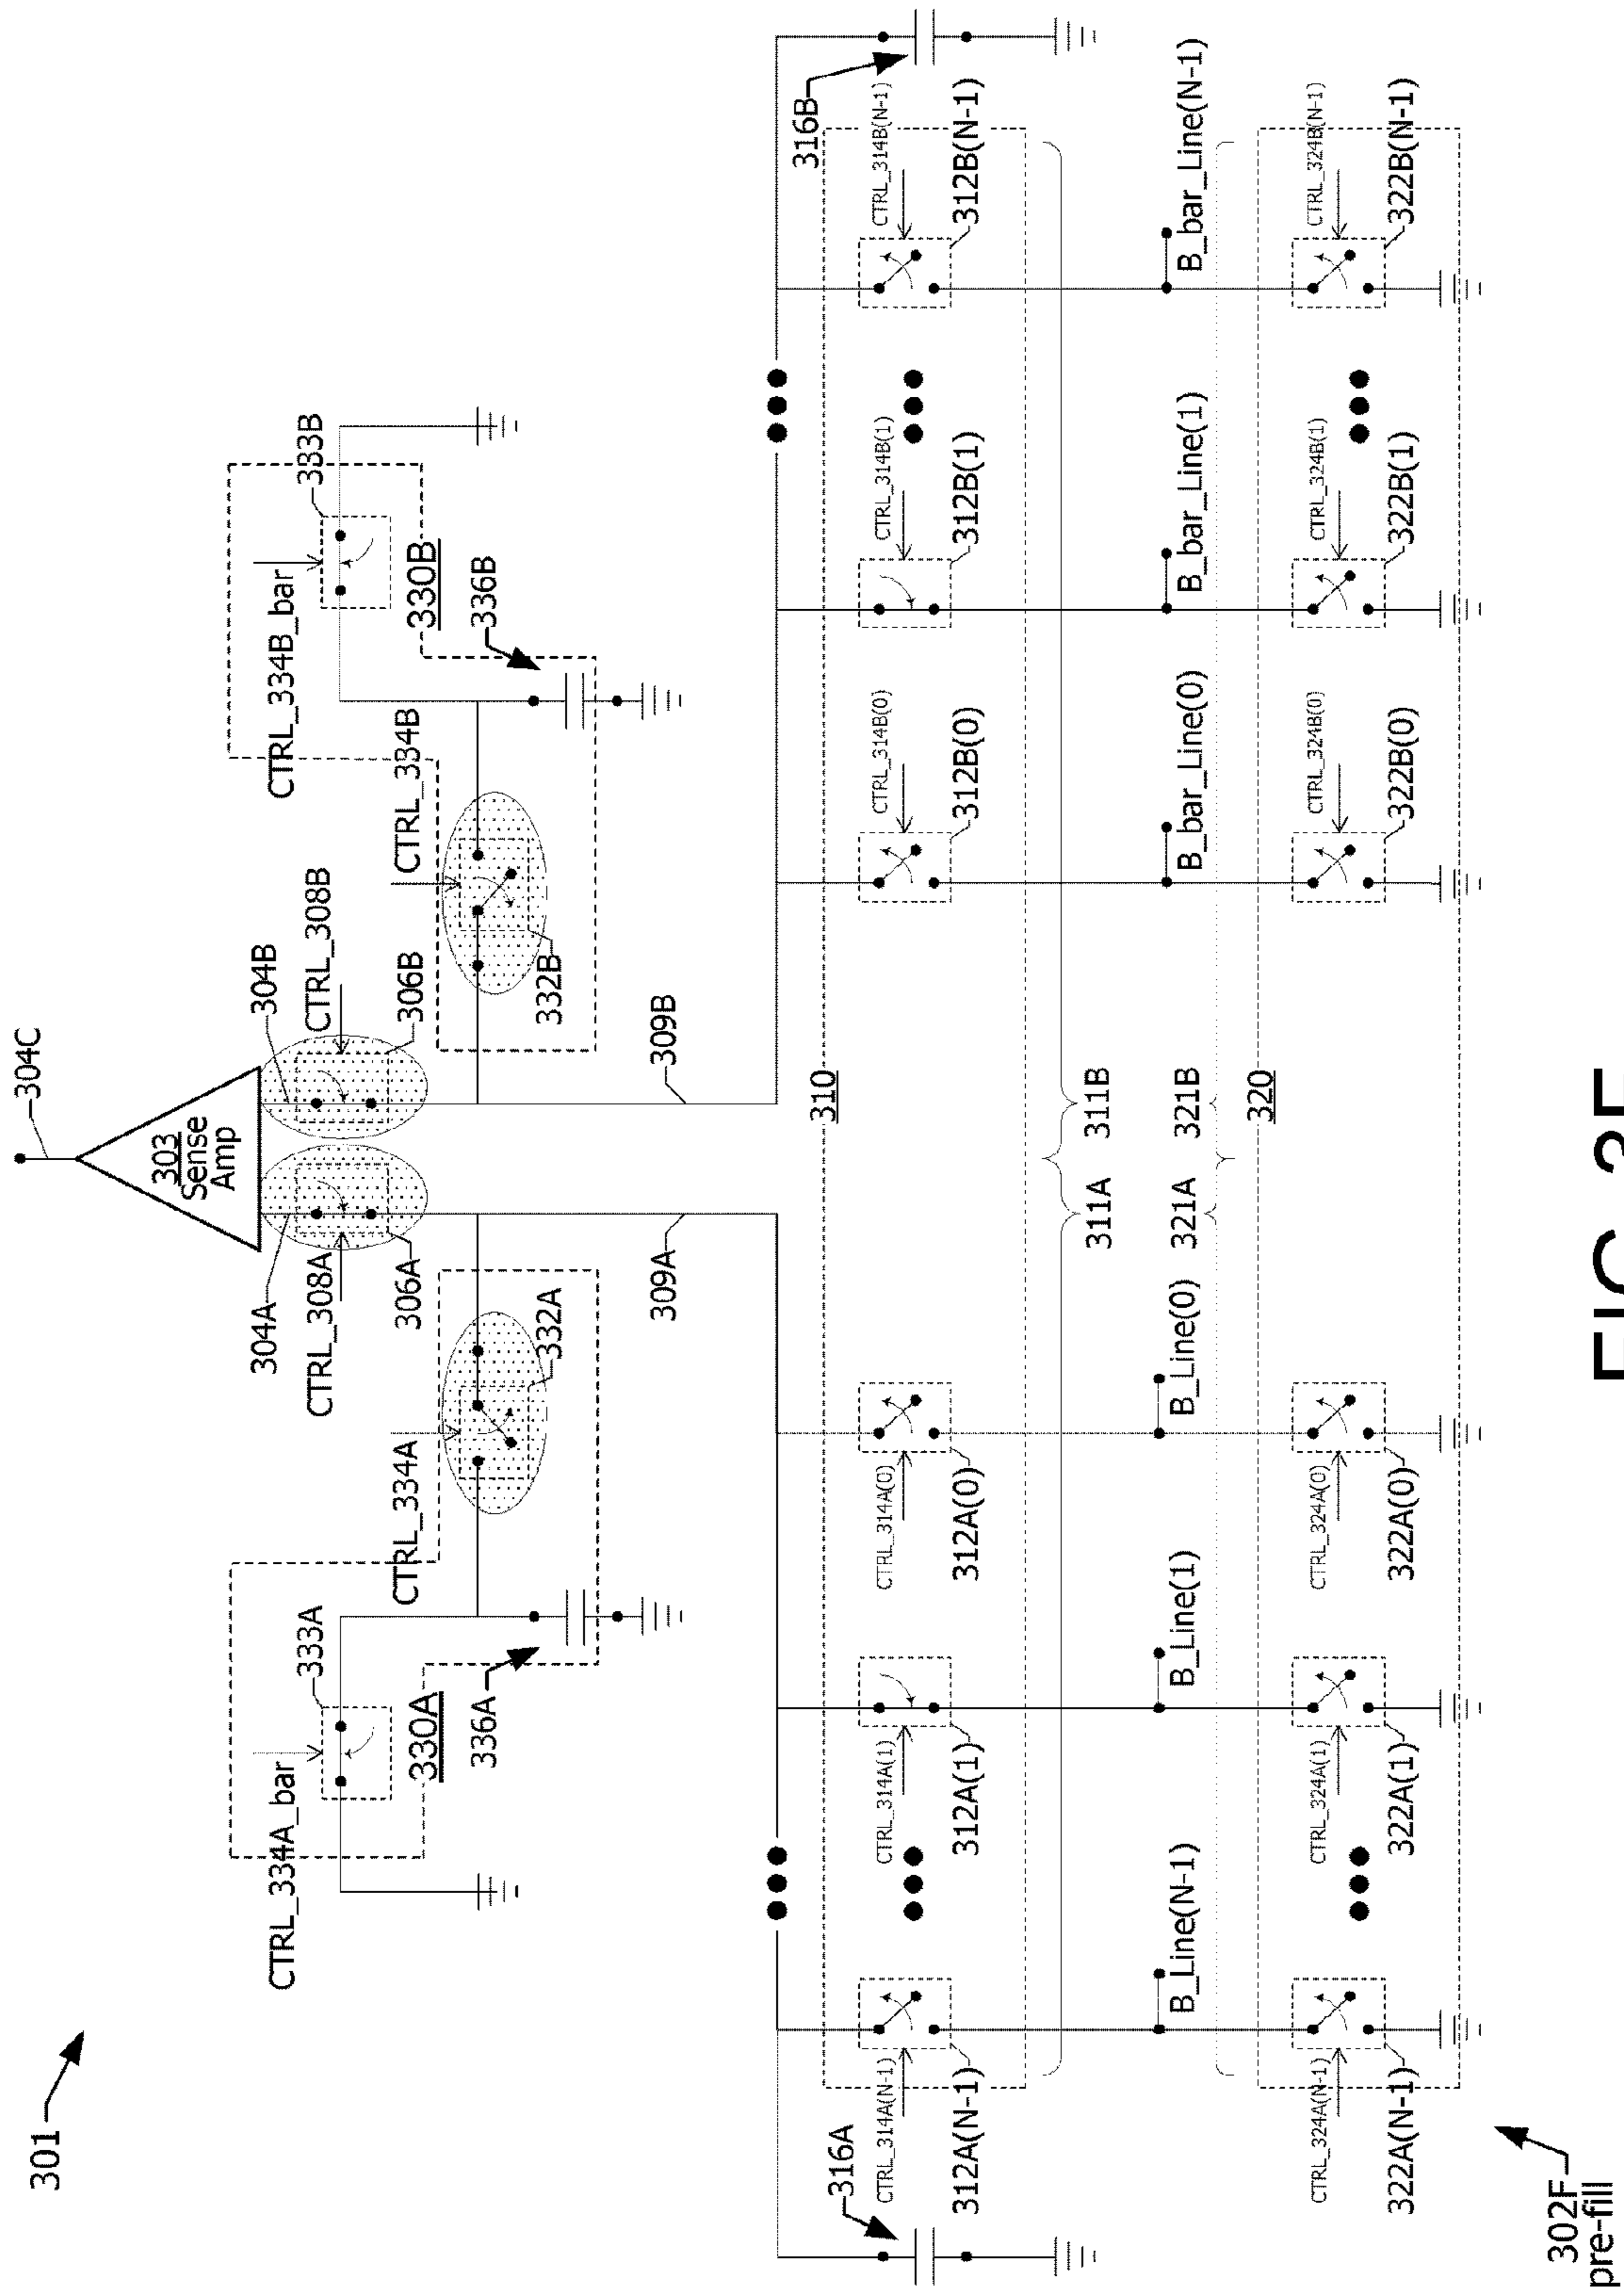 301
304C
303
Sense
Amp
304A
304B
CTRL_308A
CTRL_308B
306A
306B
CTRL_334A_bar
333A
330A
CTRL_334A
336A
332A
CTRL_334B_bar
333B
330B
CTRL_334B
336B
332B
309A
309B
316A
316B
310
CTRL_314A(N-1)
CTRL_314A(1)
CTRL_314A(0)
CTRL_314B(0)
CTRL_314B(1)
CTRL_314B(N-1)
312A(N-1)
312A(1)
312A(0)
312B(0)
312B(1)
312B(N-1)
311A
311B
B_Line(N-1)
B_Line(1)
B_Line(0)
B_bar_Line(0)
B_bar_Line(1)
B_bar_Line(N-1)
321A
321B
320
CTRL_324A(N-1)
CTRL_324A(1)
CTRL_324A(0)
CTRL_324B(0)
CTRL_324B(1)
CTRL_324B(N-1)
322A(N-1)
322A(1)
322A(0)
322B(0)
322B(1)
322B(N-1)
302F
pre-fill